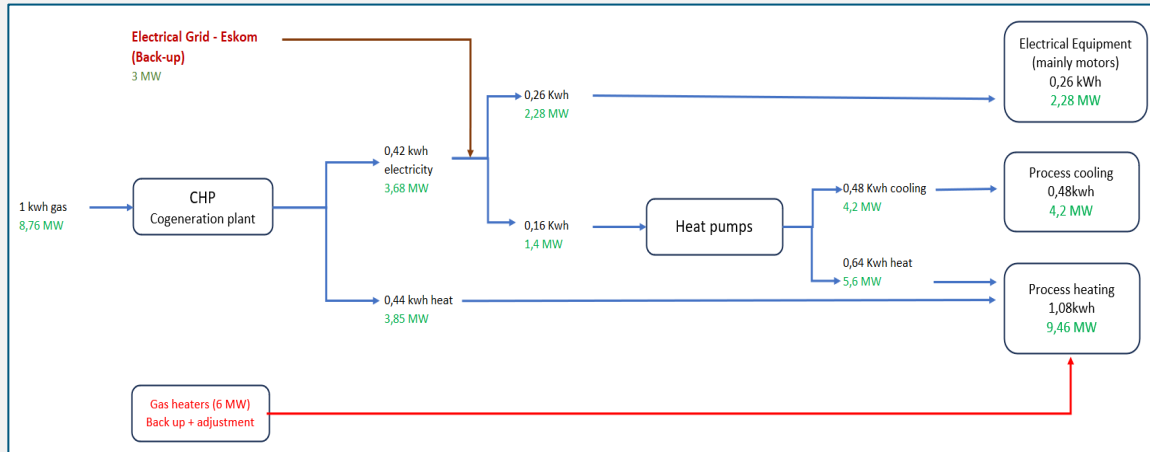 Electrical Grid - Eskom
(Back-up)
3 MW
Electrical Equipment
(mainly motors)
0,26 kWh
2,28 MW
0,26 Kwh
2,28 MW
0,42 kwh
electricity
3,68 MW
1 kwh gas
8,76 MW
CHP
Cogeneration plant
0,16 Kwh
1,4 MW
Heat pumps
0,48 Kwh cooling
4,2 MW
Process cooling
0,48kwh
4,2 MW
0,64 Kwh heat
5,6 MW
0,44 kwh heat
3,85 MW
Process heating
1,08kwh
9,46 MW
Gas heaters (6 MW)
Back up + adjustment